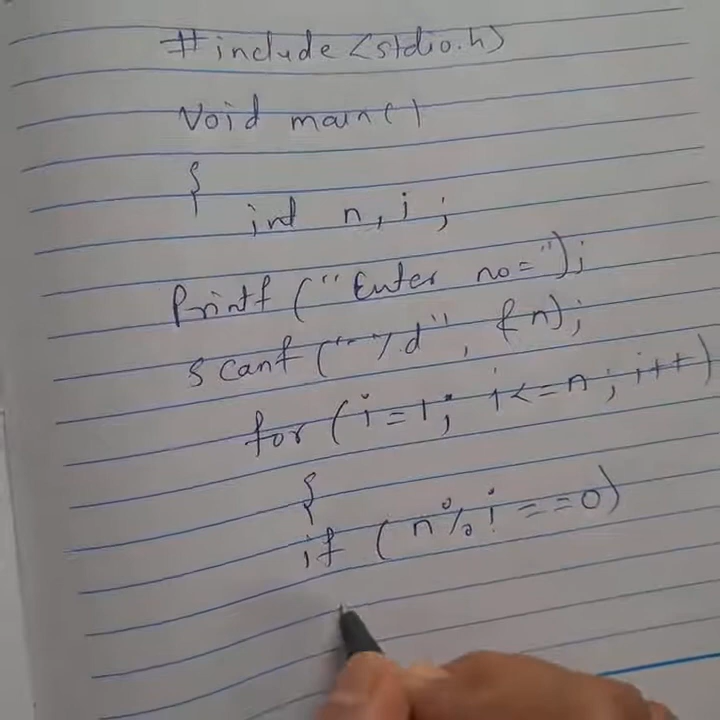 #include <stdio.h>
void main()
{
int n, i ;
Printf ("Enter no=");
scanf ("%d", &n);
for (i=1; i<=n; i++)
{
if (n%i==0)